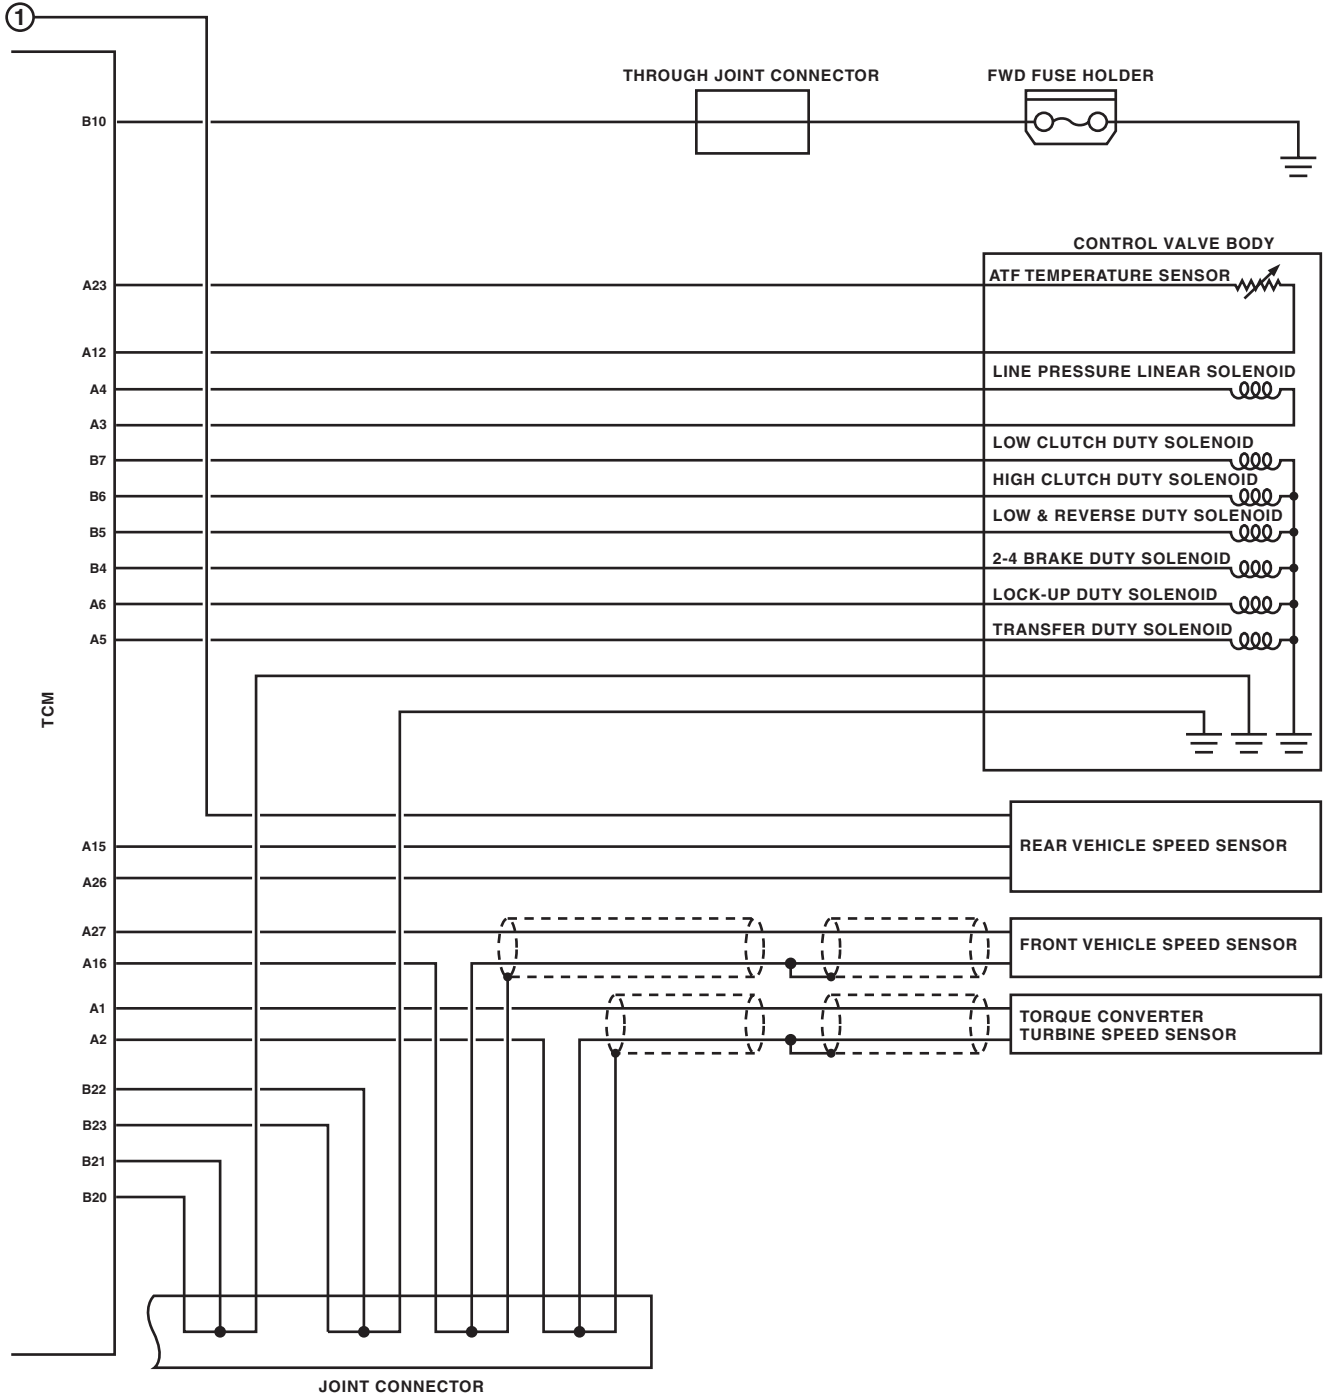 1
THROUGH JOINT CONNECTOR
FWD FUSE HOLDER
B10
CONTROL VALVE BODY
A23
ATF TEMPERATURE SENSOR
A12
LINE PRESSURE LINEAR SOLENOID
A4
A3
LOW CLUTCH DUTY SOLENOID
B7
HIGH CLUTCH DUTY SOLENOID
B6
LOW & REVERSE DUTY SOLENOID
B5
2-4 BRAKE DUTY SOLENOID
B4
LOCK-UP DUTY SOLENOID
A6
TRANSFER DUTY SOLENOID
A5
TCM
A15
REAR VEHICLE SPEED SENSOR
A26
A27
FRONT VEHICLE SPEED SENSOR
A16
A1
TORQUE CONVERTER
TURBINE SPEED SENSOR
A2
B22
B23
B21
B20
JOINT CONNECTOR